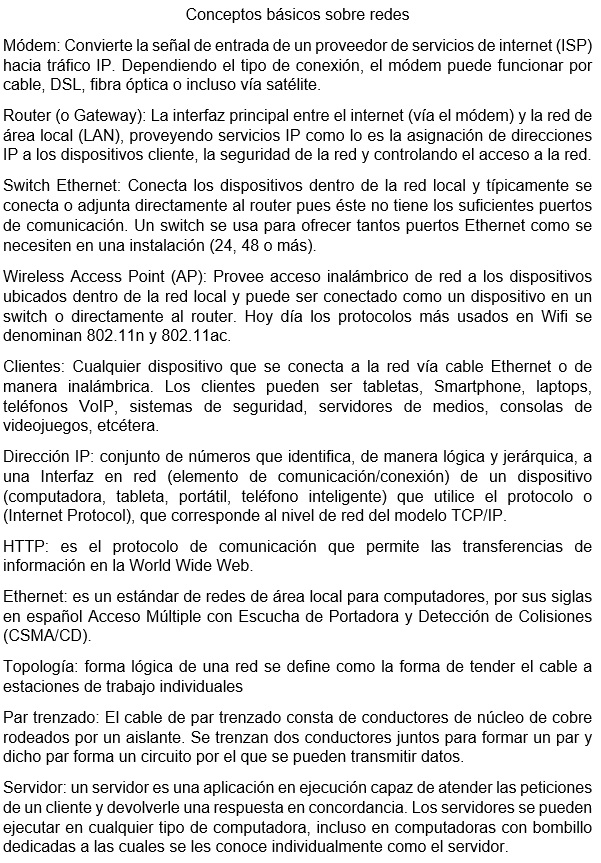 Conceptos básicos sobre redes
Módem: Convierte la señal de entrada de un proveedor de servicios de internet (ISP)
hacia tráfico IP. Dependiendo el tipo de conexión, el módem puede funcionar por
cable, DSL, fibra óptica o incluso vía satélite.
Router (o Gateway): La interfaz principal entre el internet (vía el módem) y la red de
área local (LAN), proveyendo servicios IP como lo es la asignación de direcciones
IP a los dispositivos cliente, la seguridad de la red y controlando el acceso a la red.
Switch Ethernet: Conecta los dispositivos dentro de la red local y típicamente se
conecta o adjunta directamente al router pues éste no tiene los suficientes puertos
de comunicación. Un switch se usa para ofrecer tantos puertos Ethernet como se
necesiten en una instalación (24, 48 o más).
Wireless Access Point (AP): Provee acceso inalámbrico de red a los dispositivos
ubicados dentro de la red local y puede ser conectado como un dispositivo en un
switch o directamente al router. Hoy día los protocolos más usados en Wifi se
denominan 802.11n y 802.11ac.
Clientes: Cualquier dispositivo que se conecta a la red vía cable Ethernet o de
manera inalámbrica. Los clientes pueden ser tabletas, Smartphone, laptops,
teléfonos VoIP, sistemas de seguridad, servidores de medios, consolas de
videojuegos, etcétera.
Dirección IP: conjunto de números que identifica, de manera lógica y jerárquica, a
una Interfaz en red (elemento de comunicación/conexión) de un dispositivo
(computadora, tableta, portátil, teléfono inteligente) que utilice el protocolo o
(Internet Protocol), que corresponde al nivel de red del modelo TCP/IP.
HTTP: es el protocolo de comunicación que permite las transferencias de
información en la World Wide Web.
Ethernet: es un estándar de redes de área local para computadores, por sus siglas
en español Acceso Múltiple con Escucha de Portadora y Detección de Colisiones
(CSMA/CD).
Topología: forma lógica de una red se define como la forma de tender el cable a
estaciones de trabajo individuales
Par trenzado: El cable de par trenzado consta de conductores de núcleo de cobre
rodeados por un aislante. Se trenzan dos conductores juntos para formar un par y
dicho par forma un circuito por el que se pueden transmitir datos.
Servidor: un servidor es una aplicación en ejecución capaz de atender las peticiones
de un cliente y devolverle una respuesta en concordancia. Los servidores se pueden
ejecutar en cualquier tipo de computadora, incluso en computadoras con bombillo
dedicadas a las cuales se les conoce individualmente como el servidor.